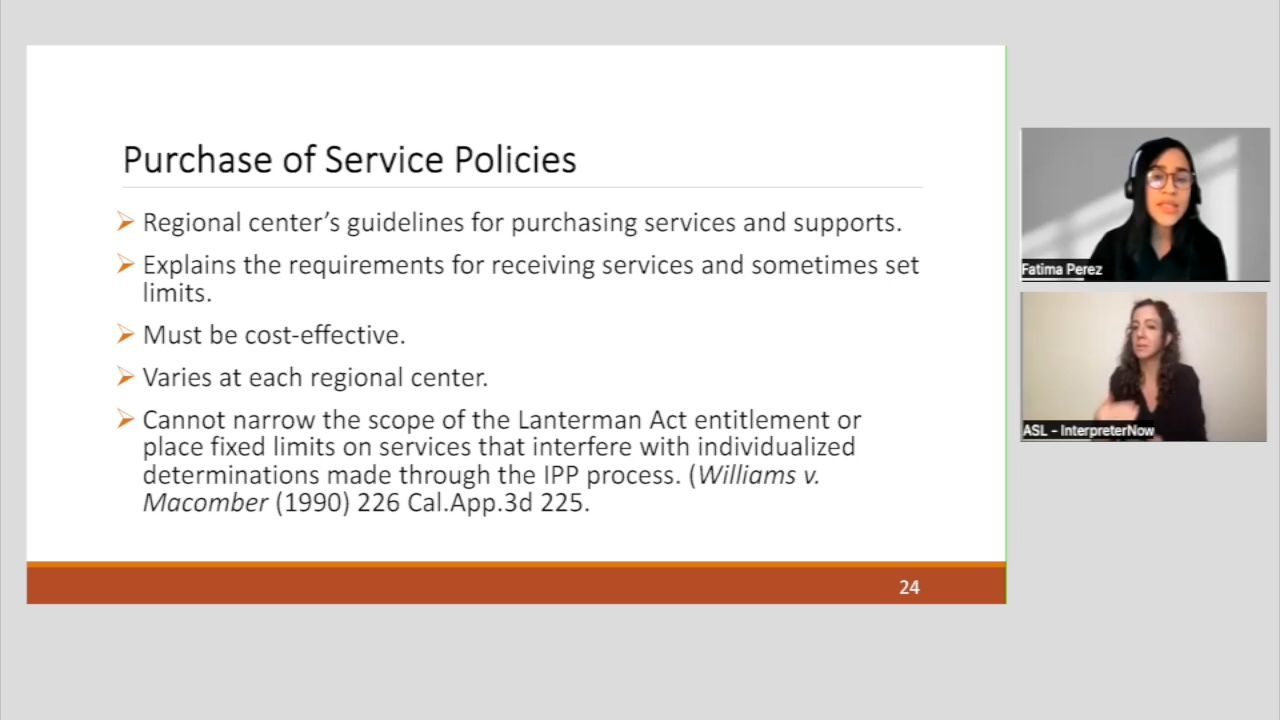 Purchase of Service Policies
Regional center’s guidelines for purchasing services and supports.
Explains the requirements for receiving services and sometimes set
limits.
Must be cost-effective.
Varies at each regional center.
Cannot narrow the scope of the Lanterman Act entitlement or
place fixed limits on services that interfere with individualized
determinations made through the IPP process. (Williams v.
Macomber (1990) 226 Cal.App.3d 225.
24
Fatima Perez
ASL - InterpreterNow